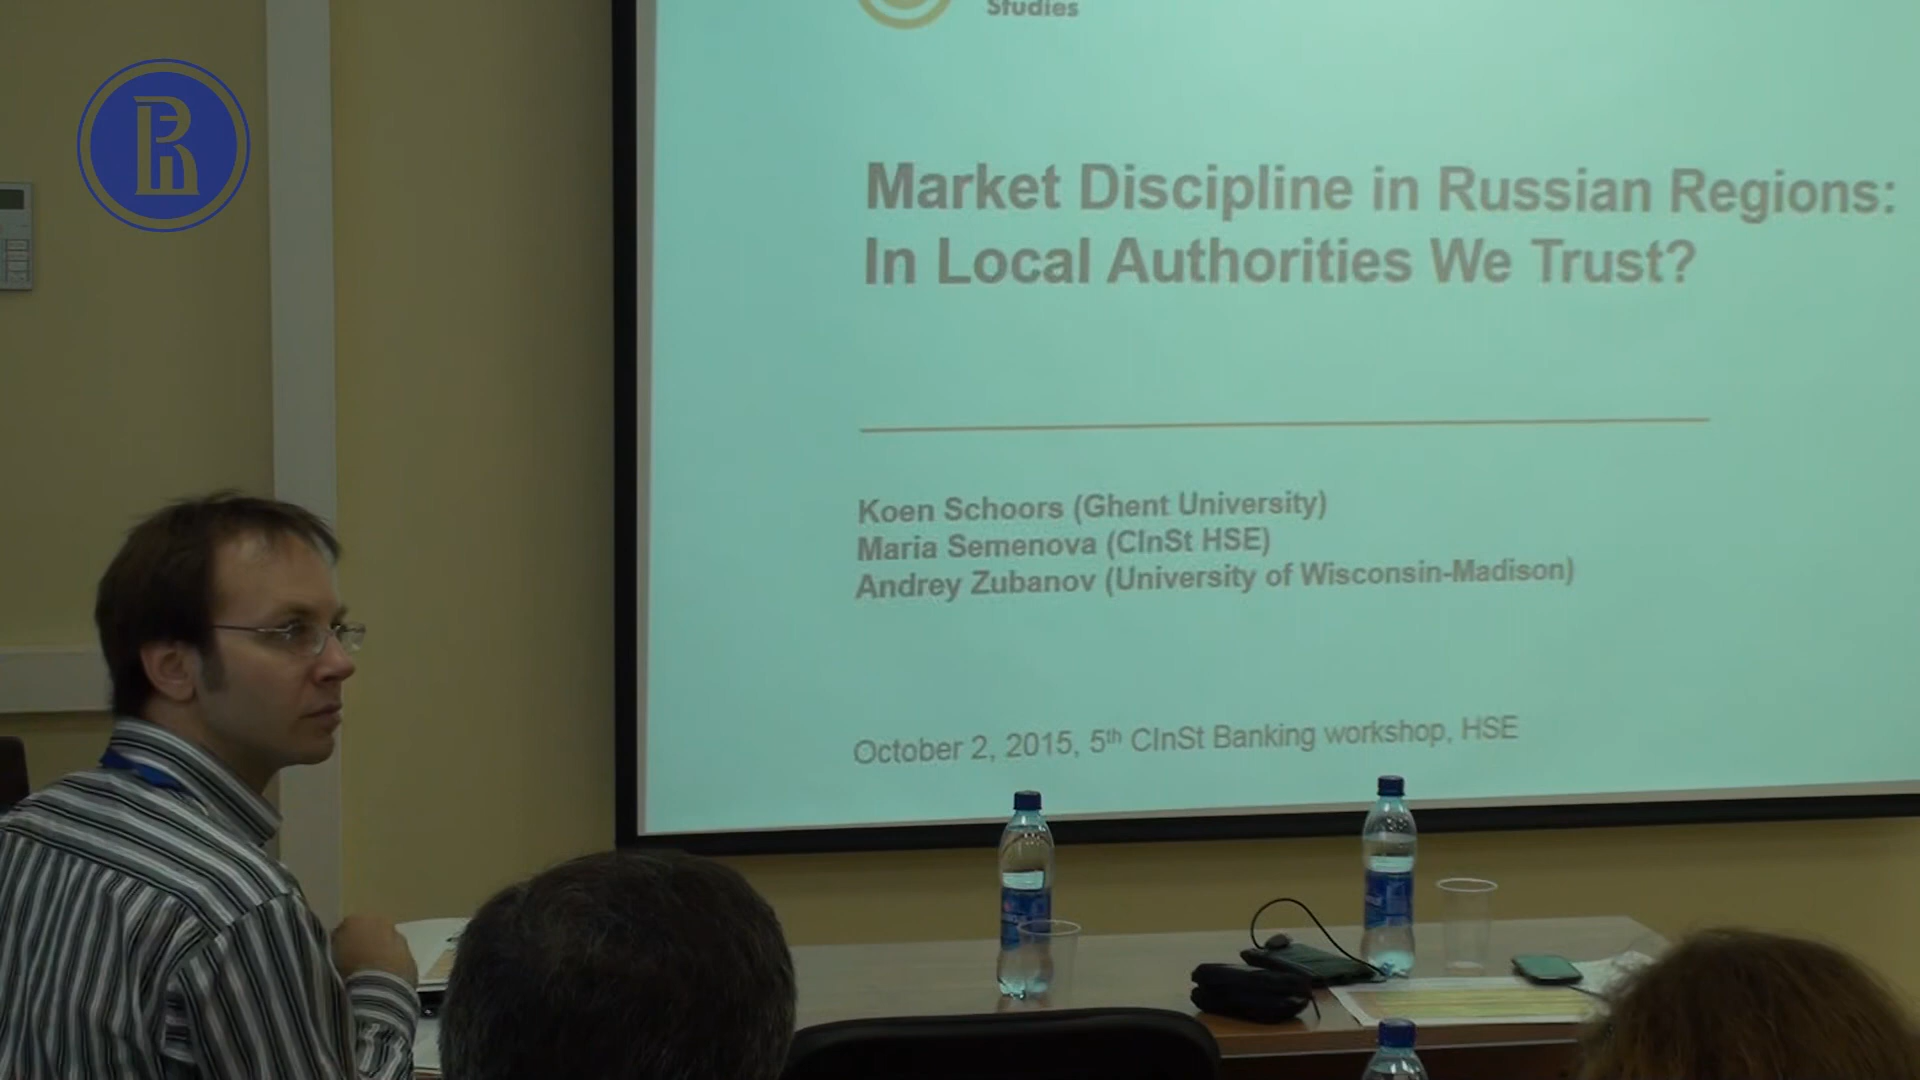 Studies
Market Discipline in Russian Regions:
In Local Authorities We Trust?
Koen Schoors (Ghent University)
Maria Semenova (CInSt HSE)
Andrey Zubanov (University of Wisconsin-Madison)
October 2, 2015, 5th CInSt Banking workshop, HSE